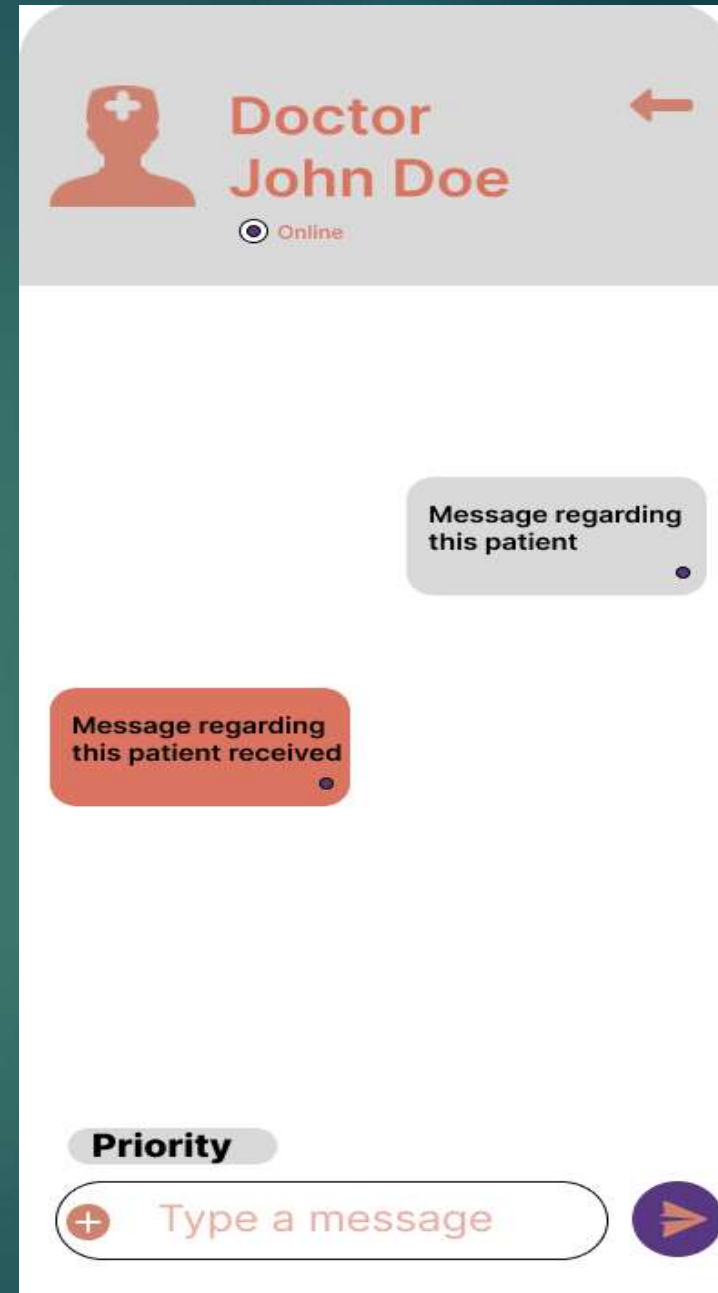 Doctor
John Doe
Online
Message regarding
this patient
Message regarding
this patient received
Priority
Type a message